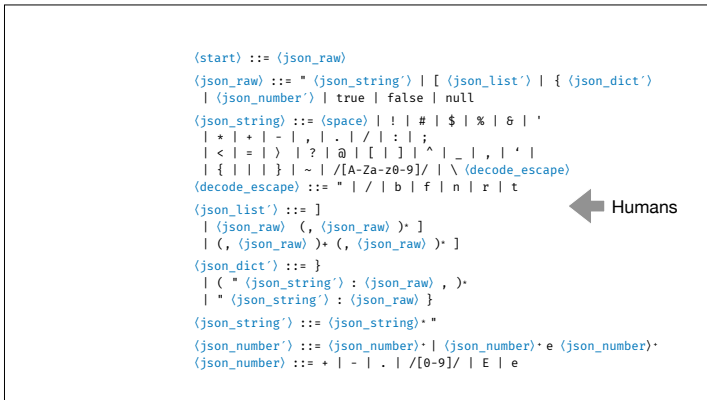 ⟨start⟩ ::= ⟨json_raw⟩
⟨json_raw⟩ ::= " ⟨json_string′⟩ | [ ⟨json_list′⟩ | { ⟨json_dict′⟩
| ⟨json_number′⟩ | true | false | null
⟨json_string⟩ ::= ⟨space⟩ | ! | # | $ | % | & | '
| * | + | - | , | . | / | : | ;
| < | = | ⟩ | ? | @ | [ | ] | ^ | _ | , | ‘ |
| { | | | } | ~ | /[A-Za-z0-9]/ | \ ⟨decode_escape⟩
⟨decode_escape⟩ ::= " | / | b | f | n | r | t
⟨json_list′⟩ ::= ]
| ⟨json_raw⟩ (, ⟨json_raw⟩ )* ]
| (, ⟨json_raw⟩ )+ (, ⟨json_raw⟩ )* ]
⟨json_dict′⟩ ::= }
| ( " ⟨json_string′⟩ : ⟨json_raw⟩ , )*
| " ⟨json_string′⟩ : ⟨json_raw⟩ }
⟨json_string′⟩ ::= ⟨json_string⟩* "
⟨json_number′⟩ ::= ⟨json_number⟩+ | ⟨json_number⟩+ e ⟨json_number⟩+
⟨json_number⟩ ::= + | - | . | /[0-9]/ | E | e
Humans